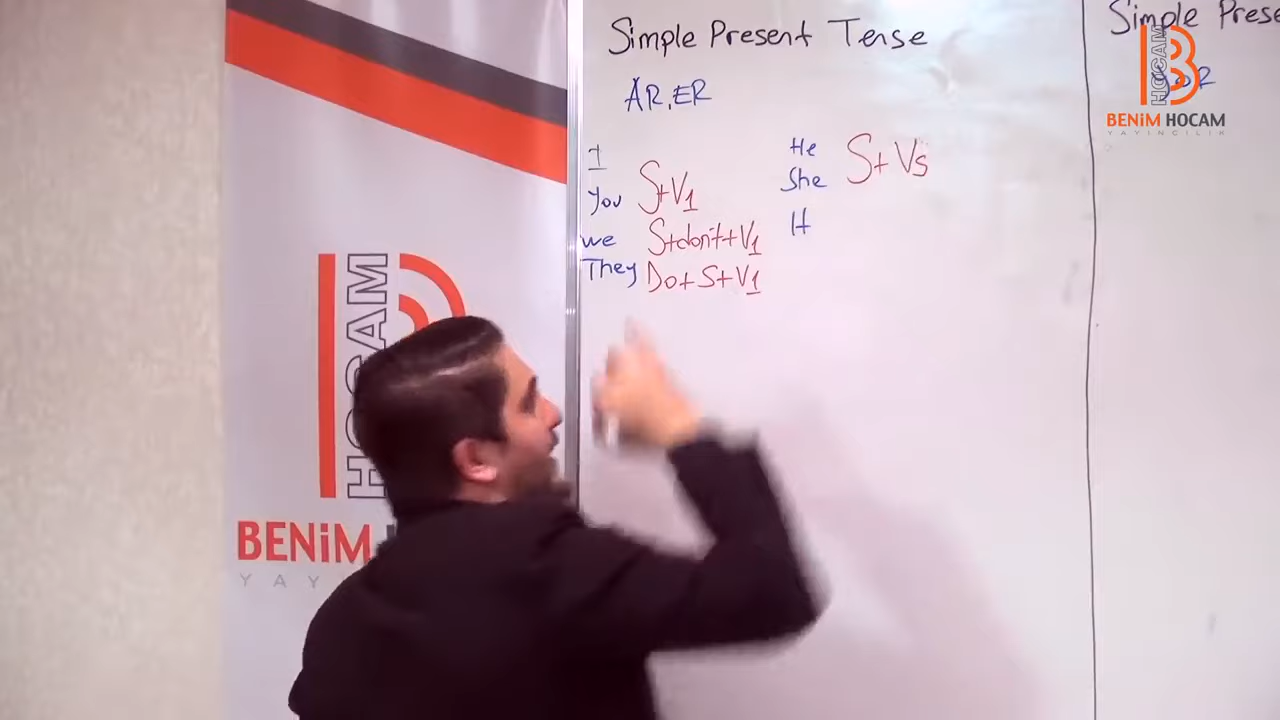 Simple Present Tense
AR, ER
I
You S+V1
we S+don't+V1
They Do+S+V1
He S+Vs
She
It
Simple Prese
BENiM HOCAM
YAYINCILIK
HOCAM
HOCAM
BENiM
YAY